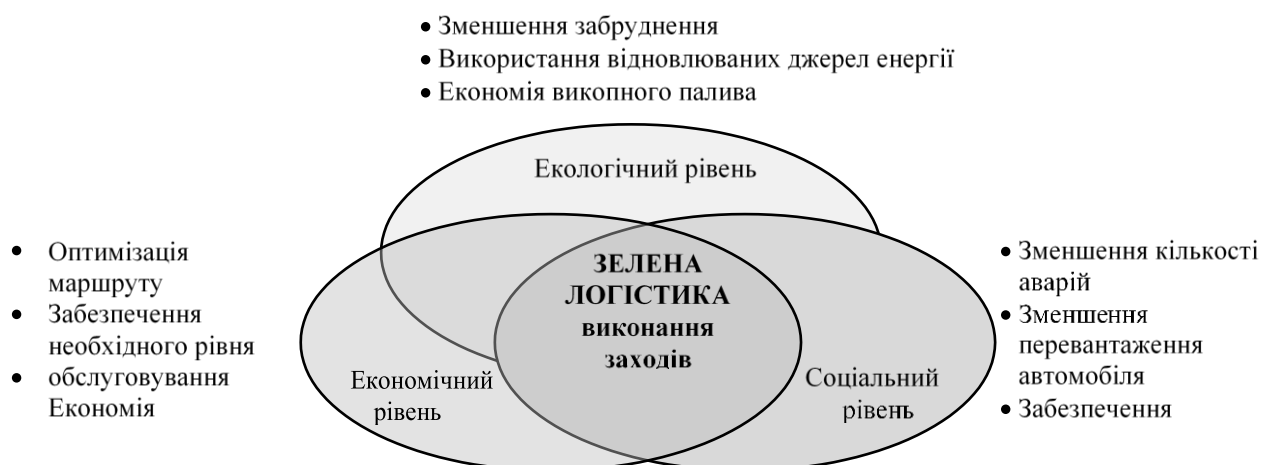 • Зменшення забруднення
• Використання відновлюваних джерел енергії
• Економія викопного палива
Екологічний рівень
• Оптимізація
маршруту
• Забезпечення
необхідного рівня
• обслуговування
Економія
ЗЕЛЕНА
ЛОГІСТИКА
виконання
заходів
Економічний
рівень
Соціальний
рівень
• Зменшення кількості
аварій
• Зменшення
перевантаження
автомобіля
• Забезпечення